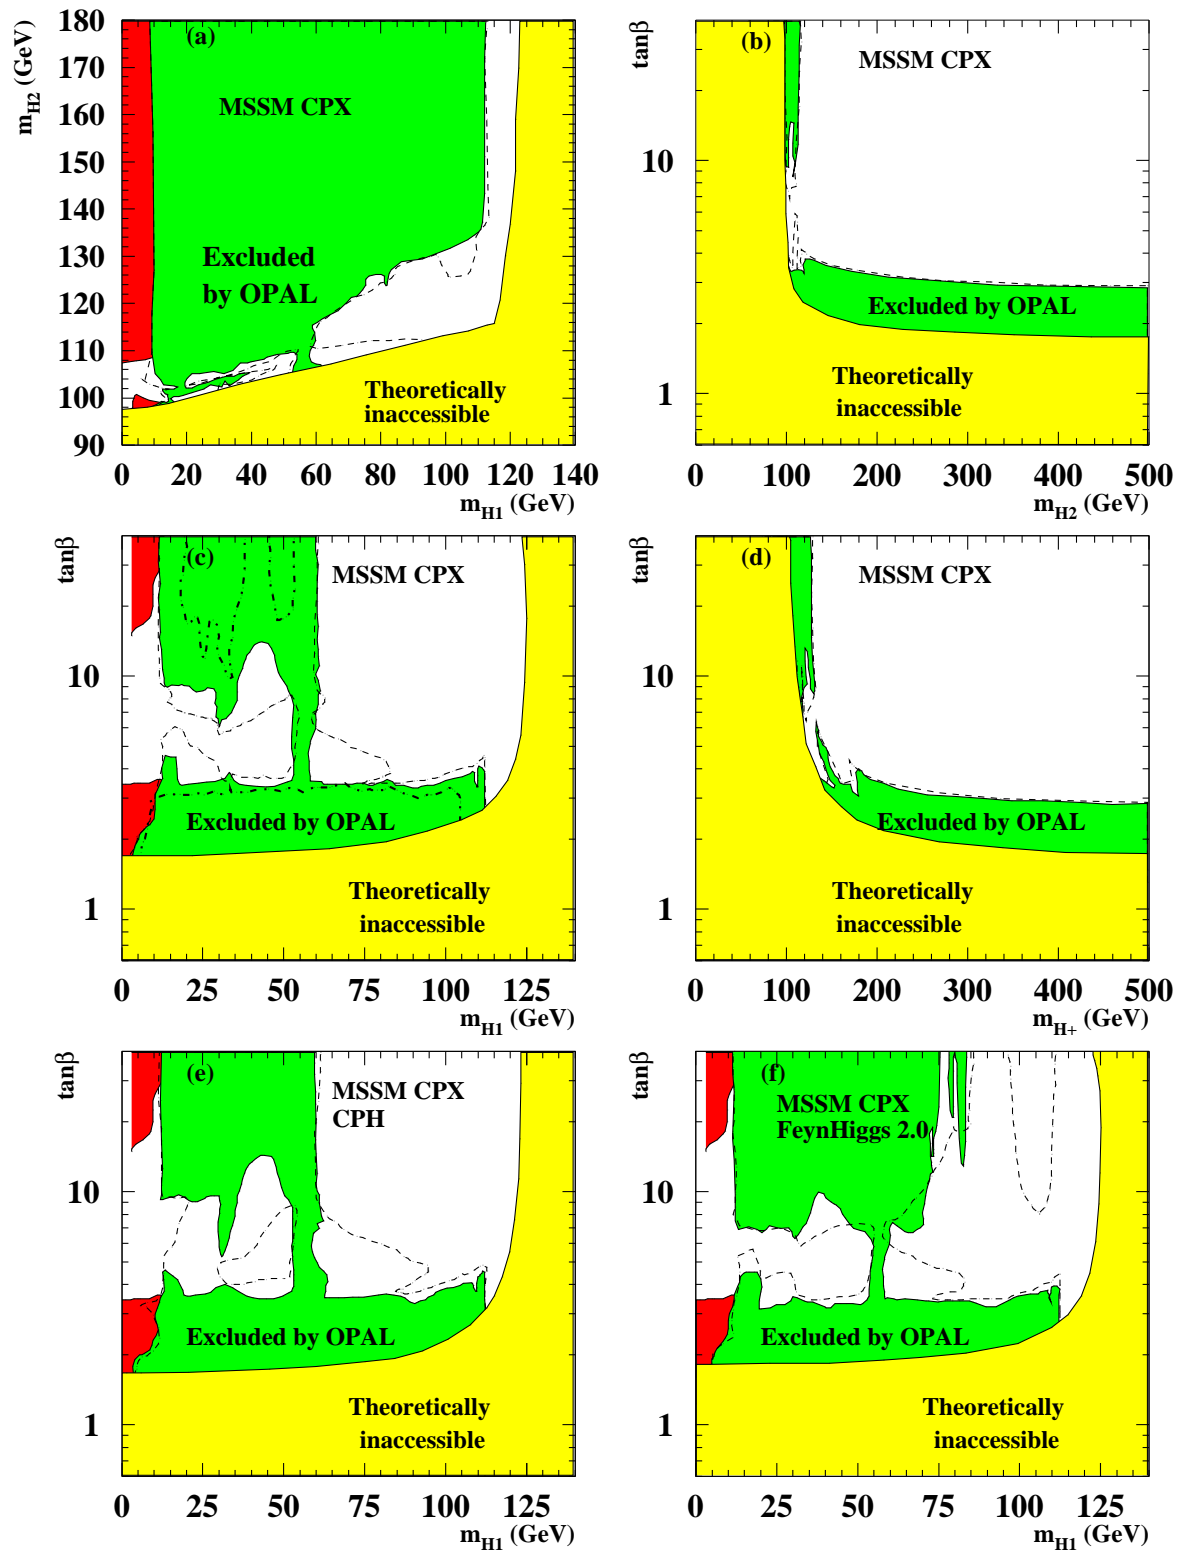 (a)
MSSM CPX
Excluded
by OPAL
Theoretically
inaccessible
m_H2 (GeV)
180
170
160
150
140
130
120
110
100
90
0 20 40 60 80 100 120 140
m_H1 (GeV)
(b)
MSSM CPX
Excluded by OPAL
Theoretically
inaccessible
tanβ
10
1
0 100 200 300 400 500
m_H2 (GeV)
(c)
MSSM CPX
Excluded by OPAL
Theoretically
inaccessible
tanβ
10
1
0 25 50 75 100 125
m_H1 (GeV)
(d)
MSSM CPX
Excluded by OPAL
Theoretically
inaccessible
tanβ
10
1
0 100 200 300 400 500
m_H+ (GeV)
(e)
MSSM CPX
CPH
Excluded by OPAL
Theoretically
inaccessible
tanβ
10
1
0 25 50 75 100 125
m_H1 (GeV)
(f)
MSSM CPX
FeynHiggs 2.0
Excluded by OPAL
Theoretically
inaccessible
tanβ
10
1
0 25 50 75 100 125
m_H1 (GeV)